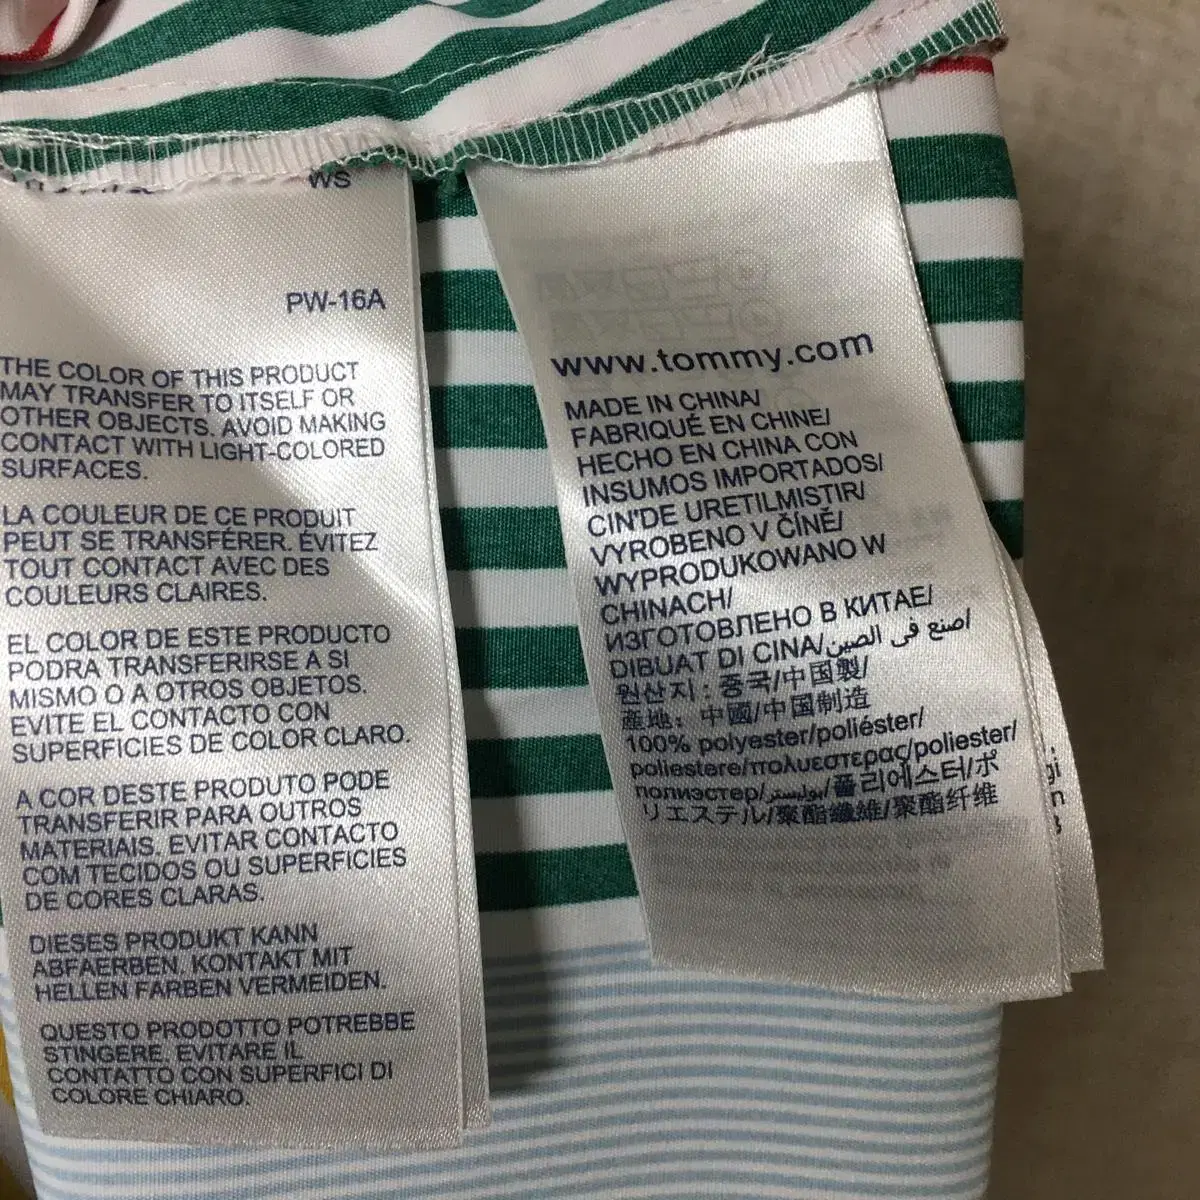 WS
PW-16A
THE COLOR OF THIS PRODUCT
MAY TRANSFER TO ITSELF OR
OTHER OBJECTS. AVOID MAKING
CONTACT WITH LIGHT-COLORED
SURFACES.
LA COULEUR DE CE PRODUIT
PEUT SE TRANSFÉRER. ÉVITEZ
TOUT CONTACT AVEC DES
COULEURS CLAIRES.
EL COLOR DE ESTE PRODUCTO
PODRA TRANSFERIRSE A SI
MISMO O A OTROS OBJETOS.
EVITE EL CONTACTO CON
SUPERFICIES DE COLOR CLARO.
A COR DESTE PRODUTO PODE
TRANSFERIR PARA OUTROS
MATERIAIS. EVITAR CONTACTO
COM TECIDOS OU SUPERFICIES
DE CORES CLARAS.
DIESES PRODUKT KANN
ABFAERBEN. KONTAKT MIT
HELLEN FARBEN VERMEIDEN.
QUESTO PRODOTTO POTREBBE
STINGERE. EVITARE IL
CONTATTO CON SUPERFICI DI
COLORE CHIARO.
www.tommy.com
MADE IN CHINA/
FABRIQUÉ EN CHINE/
HECHO EN CHINA CON
INSUMOS IMPORTADOS/
CIN'DE URETILMISTIR/
VYROBENO V ČÍNĚ/
WYPRODUKOWANO W
CHINACH/
ИЗГОТОВЛЕНО В КИТАЕ/
DIBUAT DI CINA/اصنع فى الصين/
원산지 : 중국/中国製/
産地：中國/中国制造
100% polyester/poliéster/
poliestere/πολυεστερας/poliester/
полиэстер/بوليستر/폴리에스터/ポ
リエステル/聚酯纖維/聚酯纤维